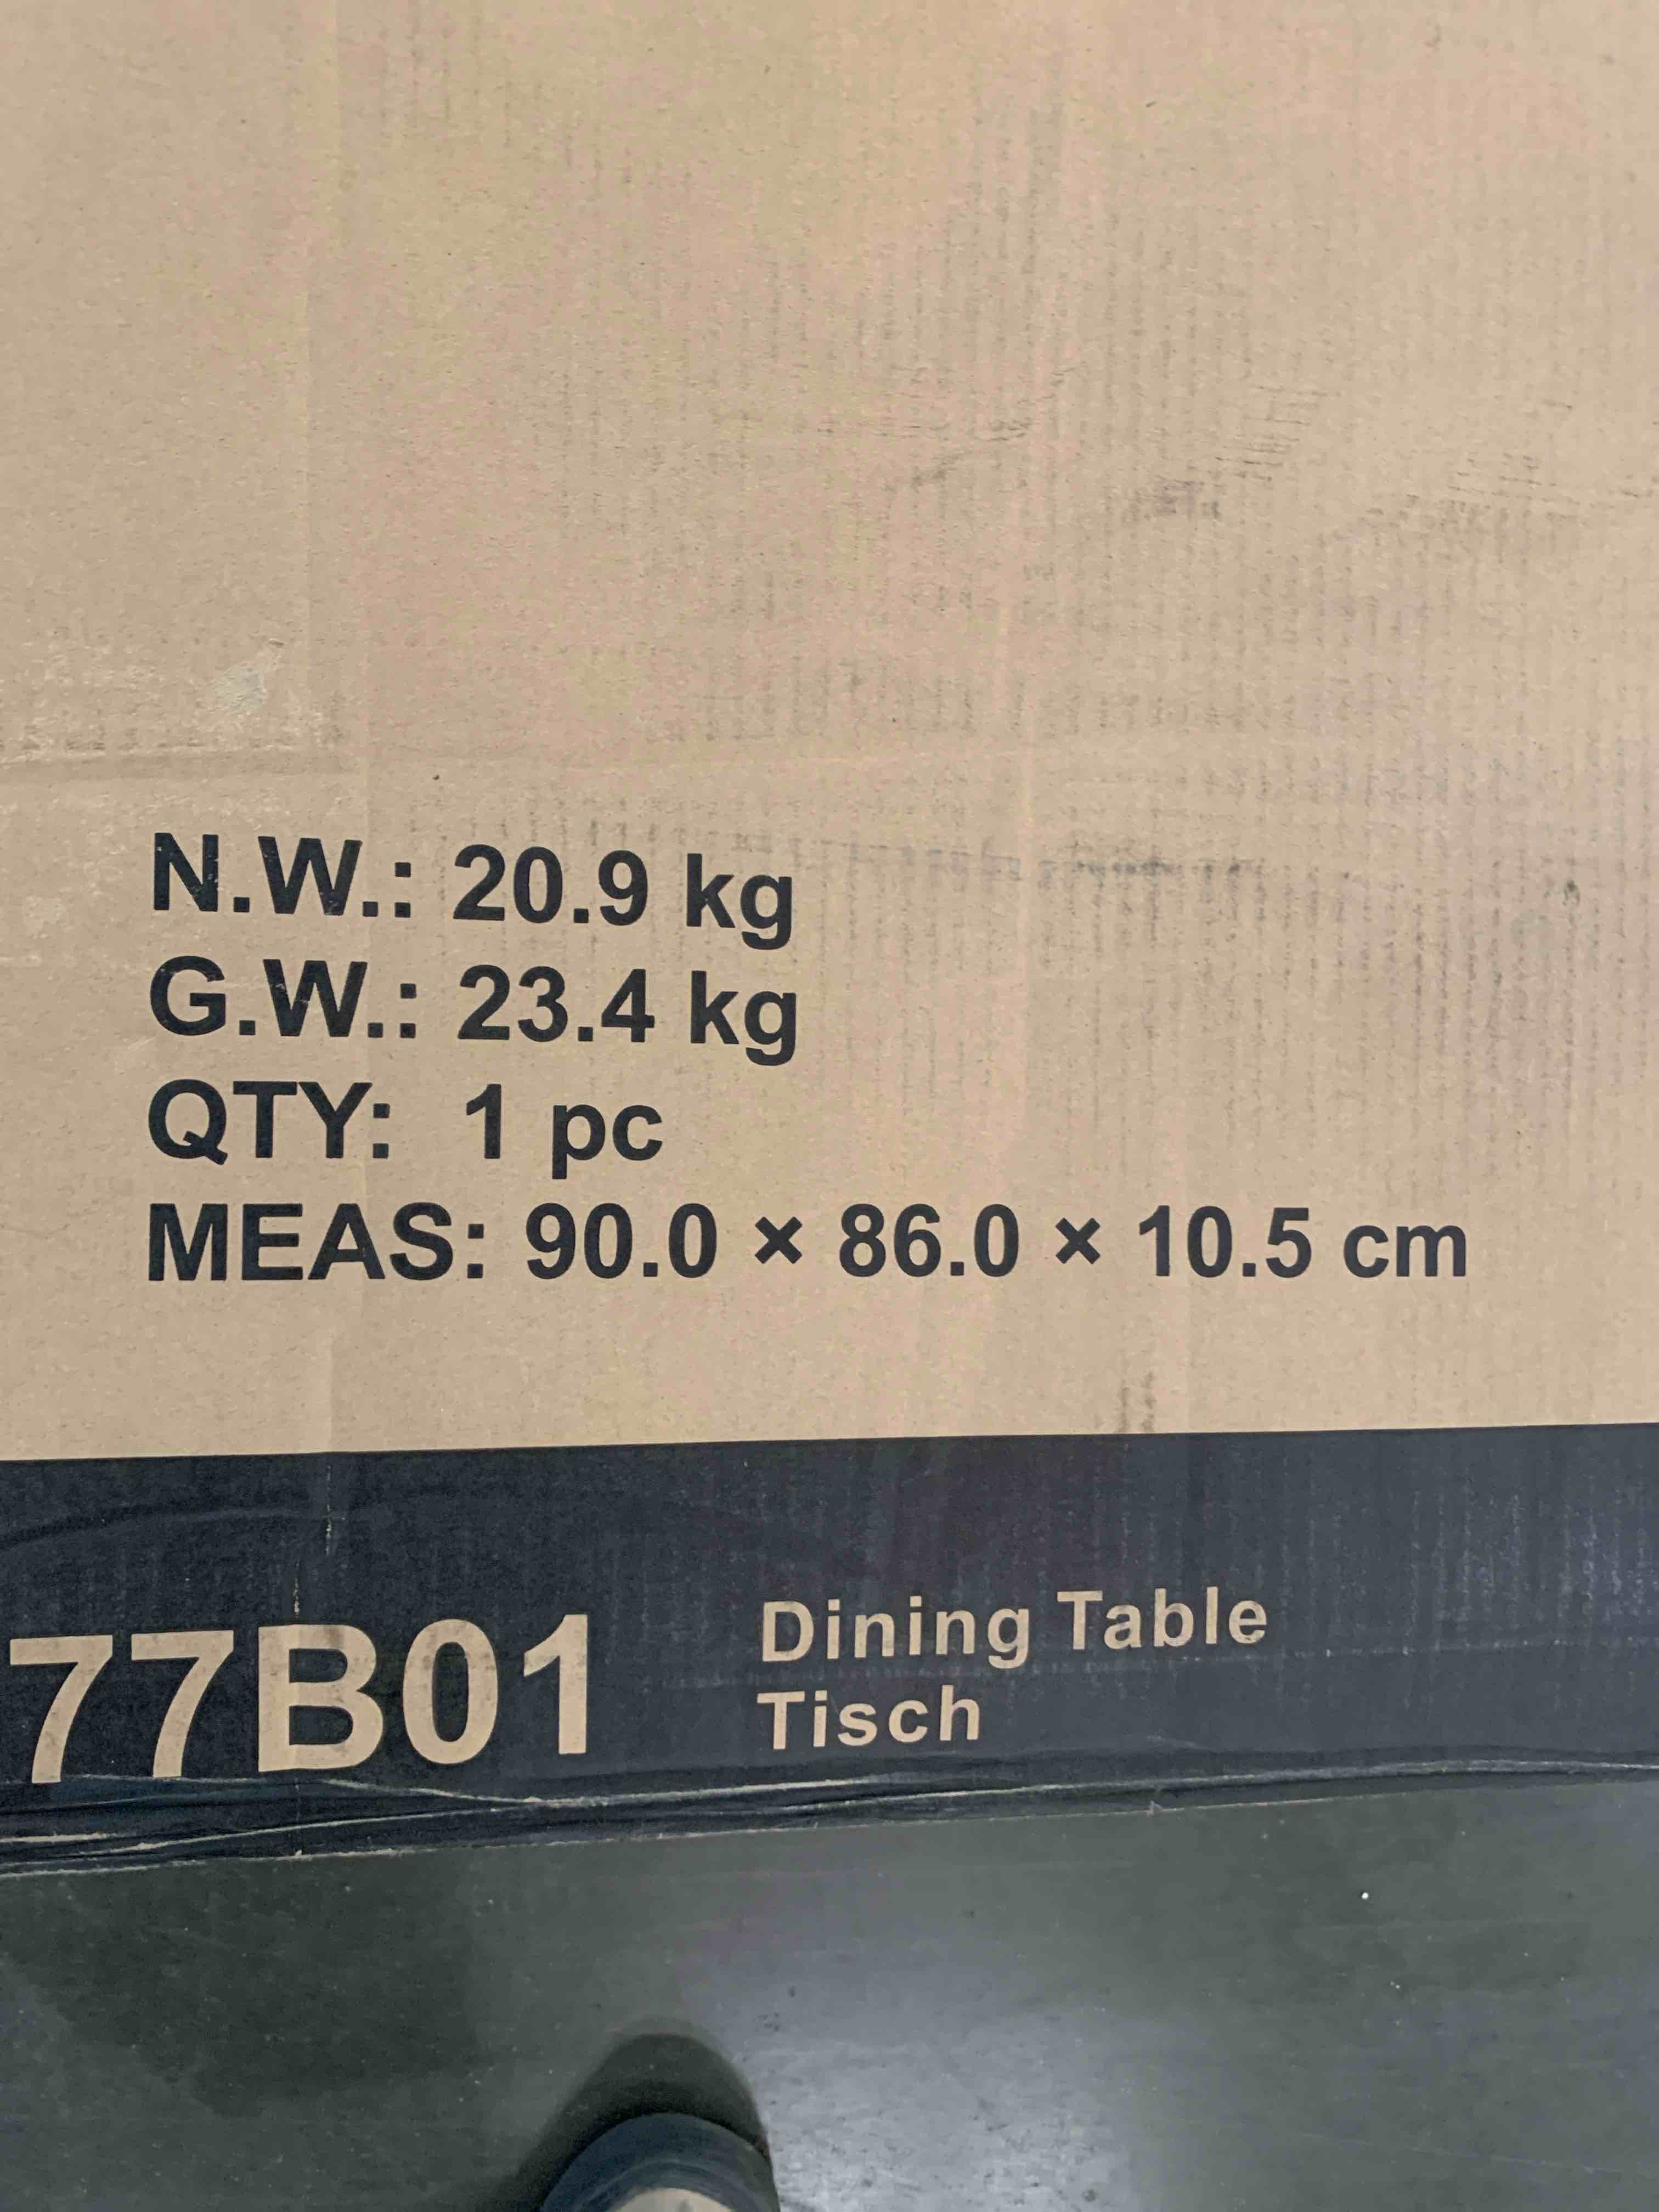 N.W.: 20.9 kg
G.W.: 23.4 kg
QTY: 1 pc
MEAS: 90.0 × 86.0 × 10.5 cm
77B01
Dining Table
Tisch